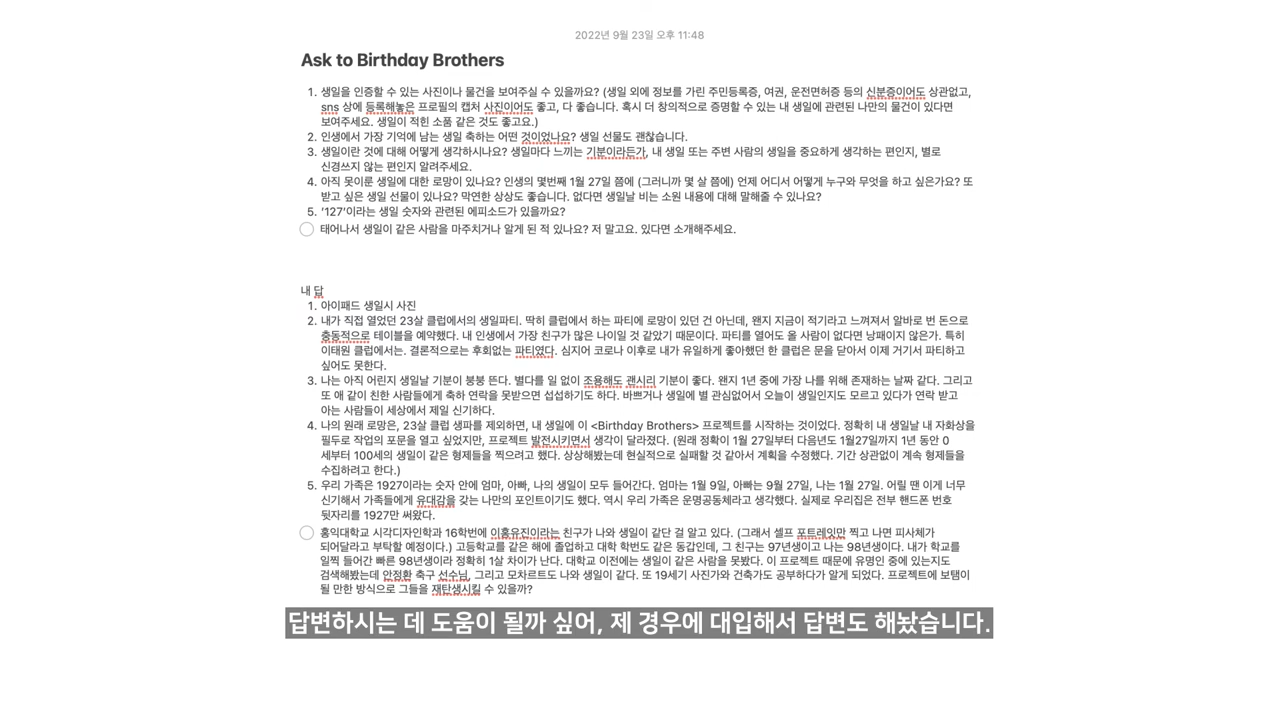 2022년 9월 23일 오후 11:48
Ask to Birthday Brothers
1. 생일을 인증할 수 있는 사진이나 물건을 보여주실 수 있을까요? (생일 외에 정보를 가린 주민등록증, 여권, 운전면허증 등의 신분증이어도 상관없고,
sns 상에 등록해놓은 프로필의 캡처 사진이어도 좋고, 다 좋습니다. 혹시 더 창의적으로 증명할 수 있는 내 생일에 관련된 나만의 물건이 있다면
보여주세요. 생일이 적힌 소품 같은 것도 좋고요.)
2. 인생에서 가장 기억에 남는 생일 축하는 어떤 것이었나요? 생일 선물도 괜찮습니다.
3. 생일이란 것에 대해 어떻게 생각하시나요? 생일마다 느끼는 기분이라든가, 내 생일 또는 주변 사람의 생일을 중요하게 생각하는 편인지, 별로
신경쓰지 않는 편인지 알려주세요.
4. 아직 못이룬 생일에 대한 로망이 있나요? 인생의 몇번째 1월 27일 쯤에 (그러니까 몇 살 쯤에) 언제 어디서 어떻게 누구와 무엇을 하고 싶은가요? 또
받고 싶은 생일 선물이 있나요? 막연한 상상도 좋습니다. 없다면 생일날 비는 소원 내용에 대해 말해줄 수 있나요?
5. '127'이라는 생일 숫자와 관련된 에피소드가 있을까요?
태어나서 생일이 같은 사람을 마주치거나 알게 된 적 있나요? 저 말고요. 있다면 소개해주세요.
내 답
1. 아이패드 생일시 사진
2. 내가 직접 열었던 23살 클럽에서의 생일파티. 딱히 클럽에서 하는 파티에 로망이 있던 건 아닌데, 왠지 지금이 적기라고 느껴져서 알바로 번 돈으로
충동적으로 테이블을 예약했다. 내 인생에서 가장 친구가 많은 나이일 것 같았기 때문이다. 파티를 열어도 올 사람이 없다면 낭패이지 않은가. 특히
이태원 클럽에서는. 결론적으로는 후회없는 파티였다. 심지어 코로나 이후로 내가 유일하게 좋아했던 한 클럽은 문을 닫아서 이제 거기서 파티하고
싶어도 못한다.
3. 나는 아직 어린지 생일날 기분이 붕붕 뜬다. 별다를 일 없이 조용해도 괜시리 기분이 좋다. 왠지 1년 중에 가장 나를 위해 존재하는 날짜 같다. 그리고
또 애 같이 친한 사람들에게 축하 연락을 못받으면 섭섭하기도 하다. 바쁘거나 생일에 별 관심없어서 오늘이 생일인지도 모르고 있다가 연락 받고
아는 사람들이 세상에서 제일 신기하다.
4. 나의 원래 로망은, 23살 클럽 생파를 제외하면, 내 생일에 이 <Birthday Brothers> 프로젝트를 시작하는 것이었다. 정확히 내 생일날 내 자화상을
필두로 작업의 포문을 열고 싶었지만, 프로젝트 발전시키면서 생각이 달라졌다. (원래 정확히 1월 27일부터 다음년도 1월27일까지 1년 동안 0
세부터 100세의 생일이 같은 형제들을 찍으려고 했다. 상상해봤는데 현실적으로 실패할 것 같아서 계획을 수정했다. 기간 상관없이 계속 형제들을
수집하려고 한다.)
5. 우리 가족은 1927이라는 숫자 안에 엄마, 아빠, 나의 생일이 모두 들어간다. 엄마는 1월 9일, 아빠는 9월 27일, 나는 1월 27일. 어릴 땐 이게 너무
신기해서 가족들에게 유대감을 갖는 나만의 포인트이기도 했다. 역시 우리 가족은 운명공동체라고 생각했다. 실제로 우리집은 전부 핸드폰 번호
뒷자리를 1927만 써왔다.
홍익대학교 시각디자인학과 16학번에 이홍유진이라는 친구가 나와 생일이 같단 걸 알고 있다. (그래서 셀프 포트레잇만 찍고 나면 피사체가
되어달라고 부탁할 예정이다.) 고등학교를 같은 해에 졸업하고 대학 학번도 같은 동갑인데, 그 친구는 97년생이고 나는 98년생이다. 내가 학교를
일찍 들어간 빠른 98년생이라 정확히 1살 차이가 난다. 대학교 이전에는 생일이 같은 사람을 못봤다. 이 프로젝트 때문에 유명인 중에 있는지도
검색해봤는데 안정환 축구 선수님, 그리고 모차르트도 나와 생일이 같다. 또 19세기 사진가와 건축가도 공부하다가 알게 되었다. 프로젝트에 보탬이
될 만한 방식으로 그들을 재탄생시킬 수 있을까?
답변하시는 데 도움이 될까 싶어, 제 경우에 대입해서 답변도 해놨습니다.